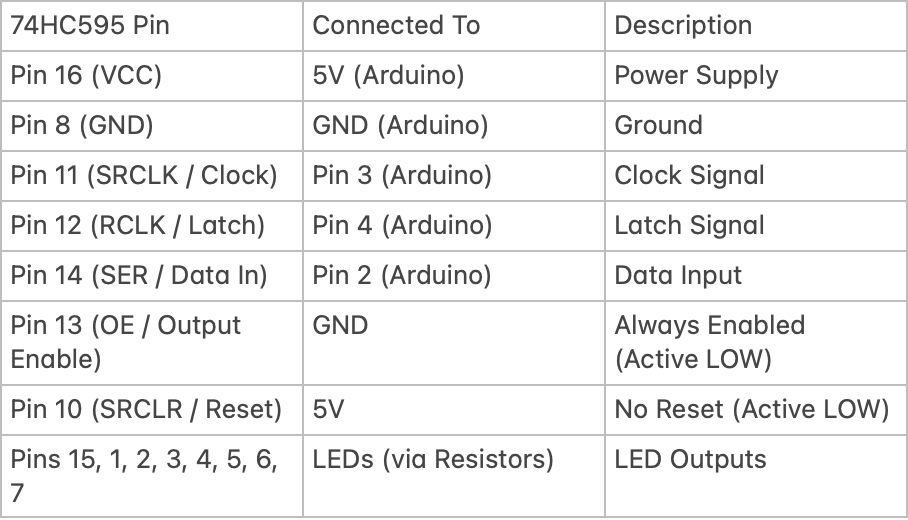 74HC595 Pin Connected To Description
Pin 16 (VCC) 5V (Arduino) Power Supply
Pin 8 (GND) GND (Arduino) Ground
Pin 11 (SRCLK / Clock) Pin 3 (Arduino) Clock Signal
Pin 12 (RCLK / Latch) Pin 4 (Arduino) Latch Signal
Pin 14 (SER / Data In) Pin 2 (Arduino) Data Input
Pin 13 (OE / Output GND Always Enabled
Enable) (Active LOW)
Pin 10 (SRCLR / Reset) 5V No Reset (Active LOW)
Pins 15, 1, 2, 3, 4, 5, 6, LEDs (via Resistors) LED Outputs
7